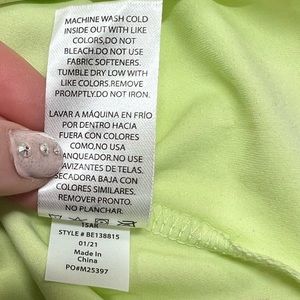 MACHINE WASH COLD
INSIDE OUT WITH LIKE
COLORS,DO NOT
BLEACH.DO NOT USE
FABRIC SOFTENERS.
TUMBLE DRY LOW WITH
LIKE COLORS.REMOVE
PROMPTLY.DO NOT IRON.
LAVAR A MÁQUINA EN FRÍO
POR DENTRO HACIA
FUERA CON COLORES
COMO,NO USA
ANQUEADOR.NO USE
AVIZANTES DE TELAS.
SECADORA BAJA CON
COLORES SIMILARES.
REMOVER PRONTO.
NO PLANCHAR.
STYLE # BE138815
01/21
Made In
China
PO#M25397